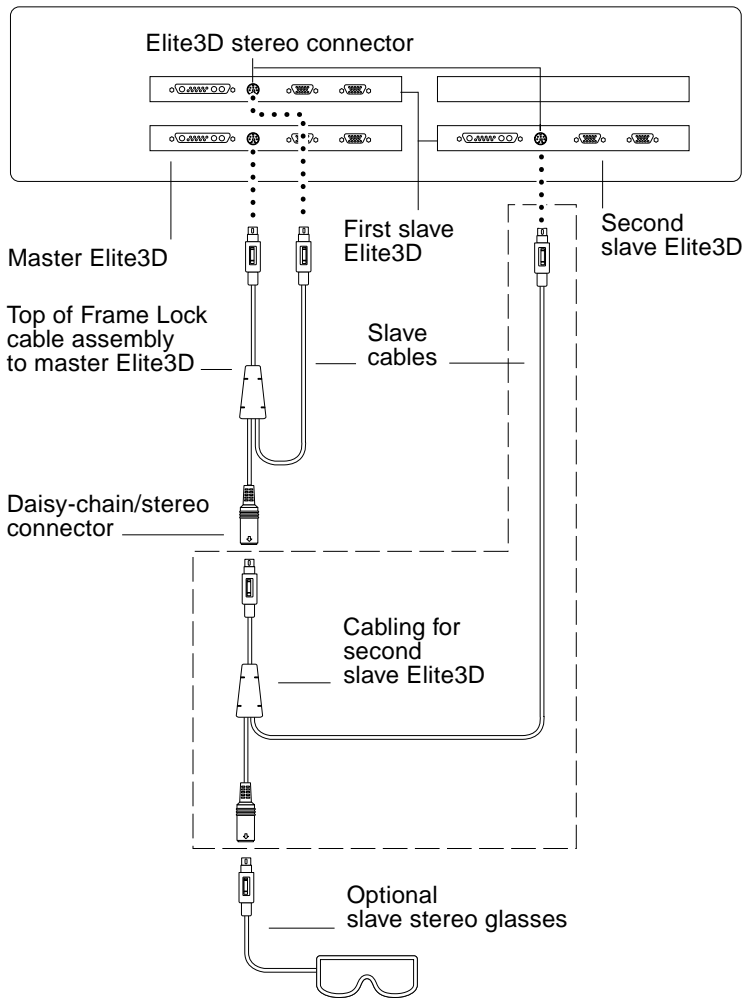 Elite3D stereo connector
Master Elite3D
First slave
Elite3D
Second
slave Elite3D
Top of Frame Lock
cable assembly
to master Elite3D
Slave
cables
Daisy-chain/stereo
connector
Cabling for
second
slave Elite3D
Optional
slave stereo glasses